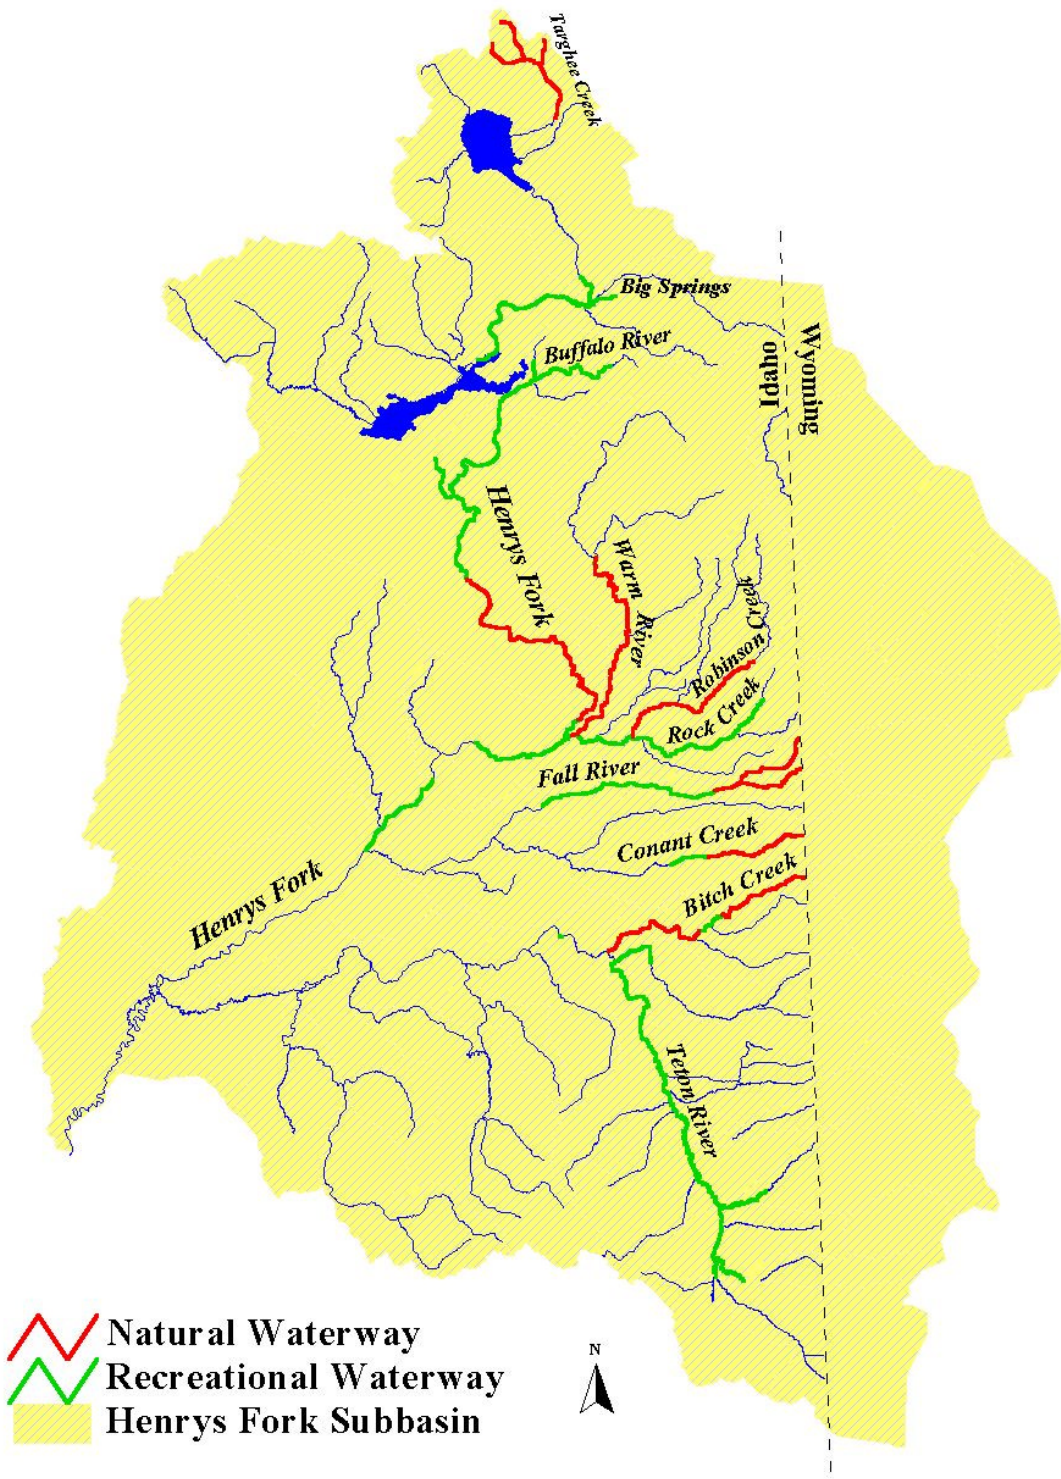 Targhee Creek
Big Springs
Buffalo River
Idaho
Wyoming
Henrys Fork
Warm River
Robinson Creek
Rock Creek
Fall River
Conant Creek
Bitch Creek
Henrys Fork
Teton River
Natural Waterway
Recreational Waterway
Henrys Fork Subbasin
N